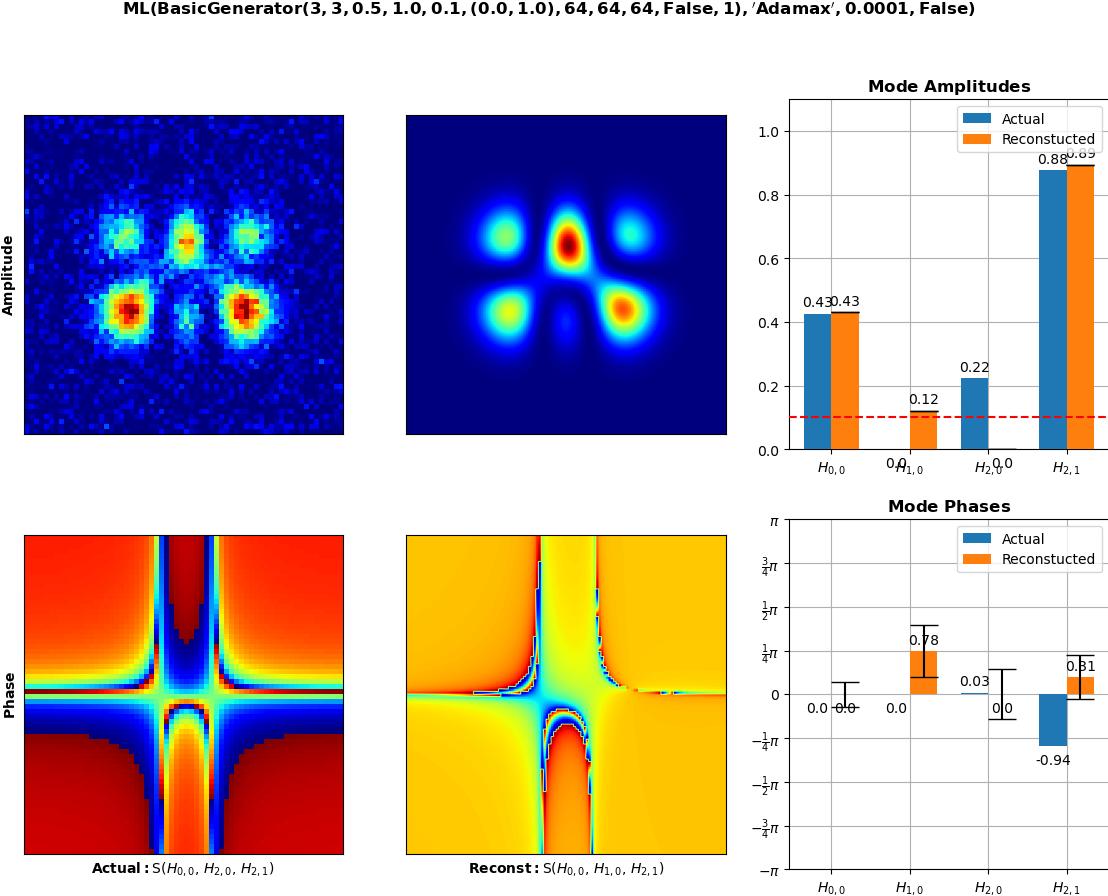 ML(BasicGenerator(3, 3, 0.5, 1.0, 0.1, (0.0, 1.0), 64, 64, 64, False, 1), ′Adamax′, 0.0001, False)
Amplitude
Mode Amplitudes
Actual
Reconstucted
1.0
0.8
0.6
0.4
0.2
0.0
0.43
0.43
0.0
0.12
0.22
0.0
0.88
0.89
H0,0
H1,0
H2,0
H2,1
Phase
Actual: S(H0,0, H2,0, H2,1)
Reconst: S(H0,0, H1,0, H2,1)
Mode Phases
Actual
Reconstucted
π
3/4π
1/2π
1/4π
0
−1/4π
−1/2π
−3/4π
−π
0.0
0.0
0.0
0.78
0.03
0.0
-0.94
0.31
H0,0
H1,0
H2,0
H2,1